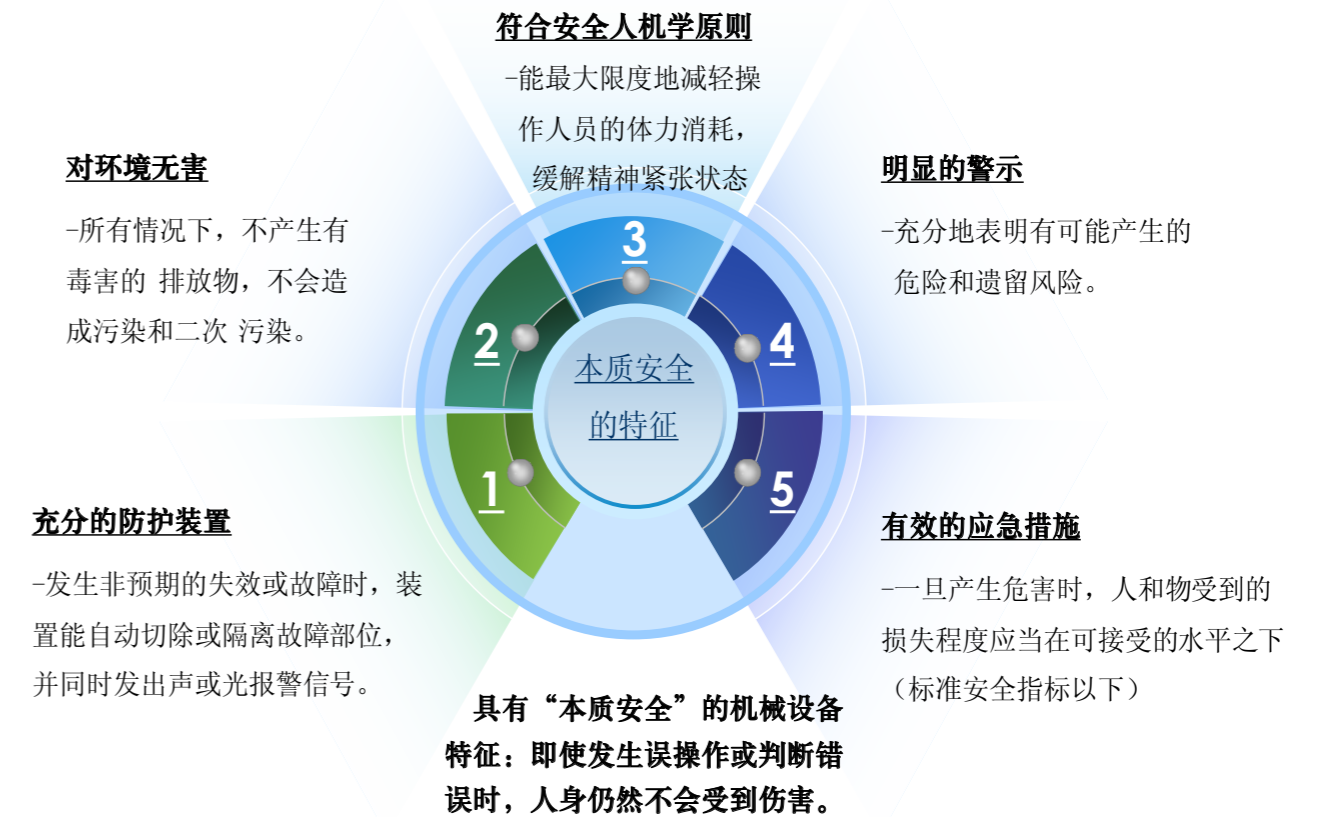 符合安全人机学原则
-能最大限度地减轻操
作人员的体力消耗，
缓解精神紧张状态
对环境无害
-所有情况下，不产生有
毒害的 排放物，不会造
成污染和二次 污染。
明显的警示
-充分地表明有可能产生的
危险和遗留风险。
3
2
4
本质安全
的特征
1
5
充分的防护装置
-发生非预期的失效或故障时，装
置能自动切除或隔离故障部位，
并同时发出声或光报警信号。
有效的应急措施
-一旦产生危害时，人和物受到的
损失程度应当在可接受的水平之下
（标准安全指标以下）
具有“本质安全”的机械设备
特征：即使发生误操作或判断错
误时，人身仍然不会受到伤害。